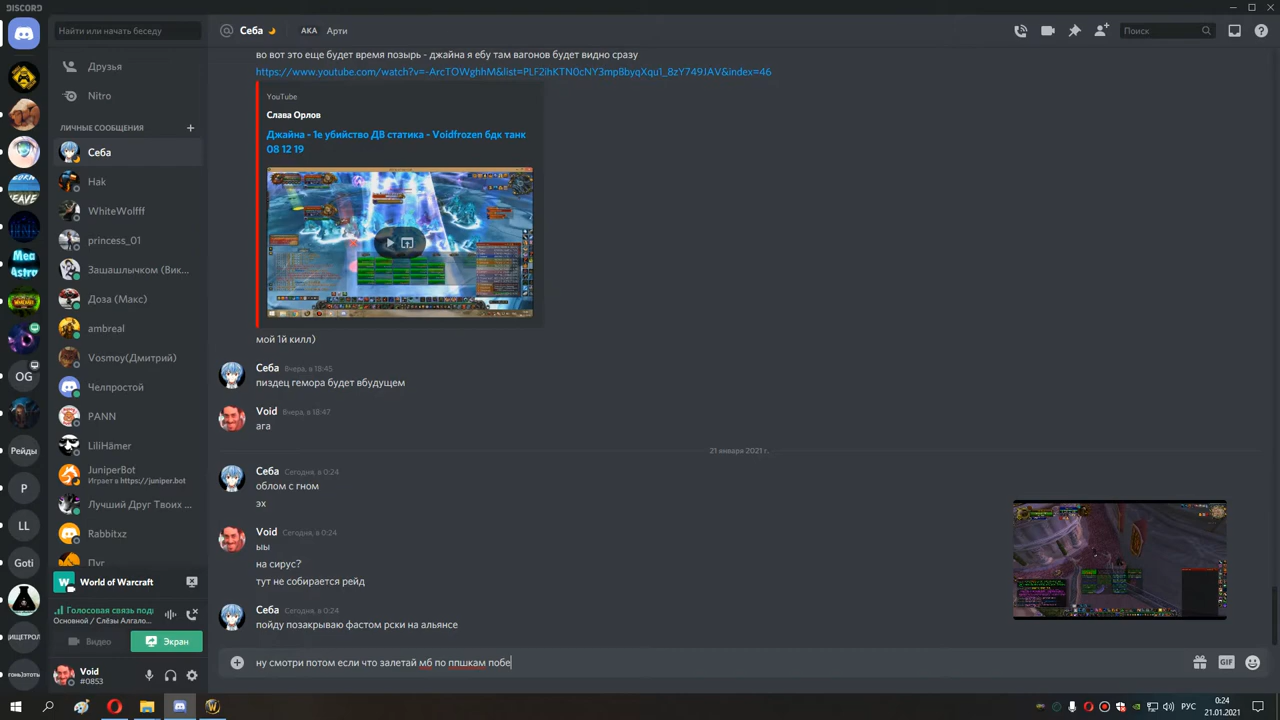 DISCORD
Найти или начать беседу
Себа
AKA Арти
Поиск
Друзья
Nitro
ЛИЧНЫЕ СООБЩЕНИЯ
Себа
Hak
WhiteWolfff
princess_01
Зашашлычком (Вик...
Доза (Макс)
ambreal
Vosmoy(Дмитрий)
Челпростой
PANN
LiliHämer
JuniperBot
Играет в https://juniper.bot
Лучший Друг Твоих ...
Rabbitxz
Пуг
OG
Рейды
P
LL
Goti
World of Warcraft
Голосовая связь подк
Основной / Слёзы Алгало...
Видео
Экран
Void
#0853
во вот это еще будет время позырь - джайна я ебу там вагонов будет видно сразу
https://www.youtube.com/watch?v=-ArcTOWghhM&list=PLF2ihKTN0cNY3mpBbyqXqu1_8zY749JAV&index=46
YouTube
Слава Орлов
Джайна - 1е убийство ДВ статика - Voidfrozen бдк танк
08 12 19
мой 1й килл)
Себа Вчера, в 18:45
пиздец гемора будет вбудущем
Void Вчера, в 18:47
ага
21 января 2021 г.
Себа Сегодня, в 0:24
облом с гном
эх
Void Сегодня, в 0:24
ыы
на сирус?
тут не собирается рейд
Себа Сегодня, в 0:24
пойду позакрываю фастом рски на альянсе
ну смотри потом если что залетай мб по ппшкам побе
GIF
РУС
0:24
21.01.2021